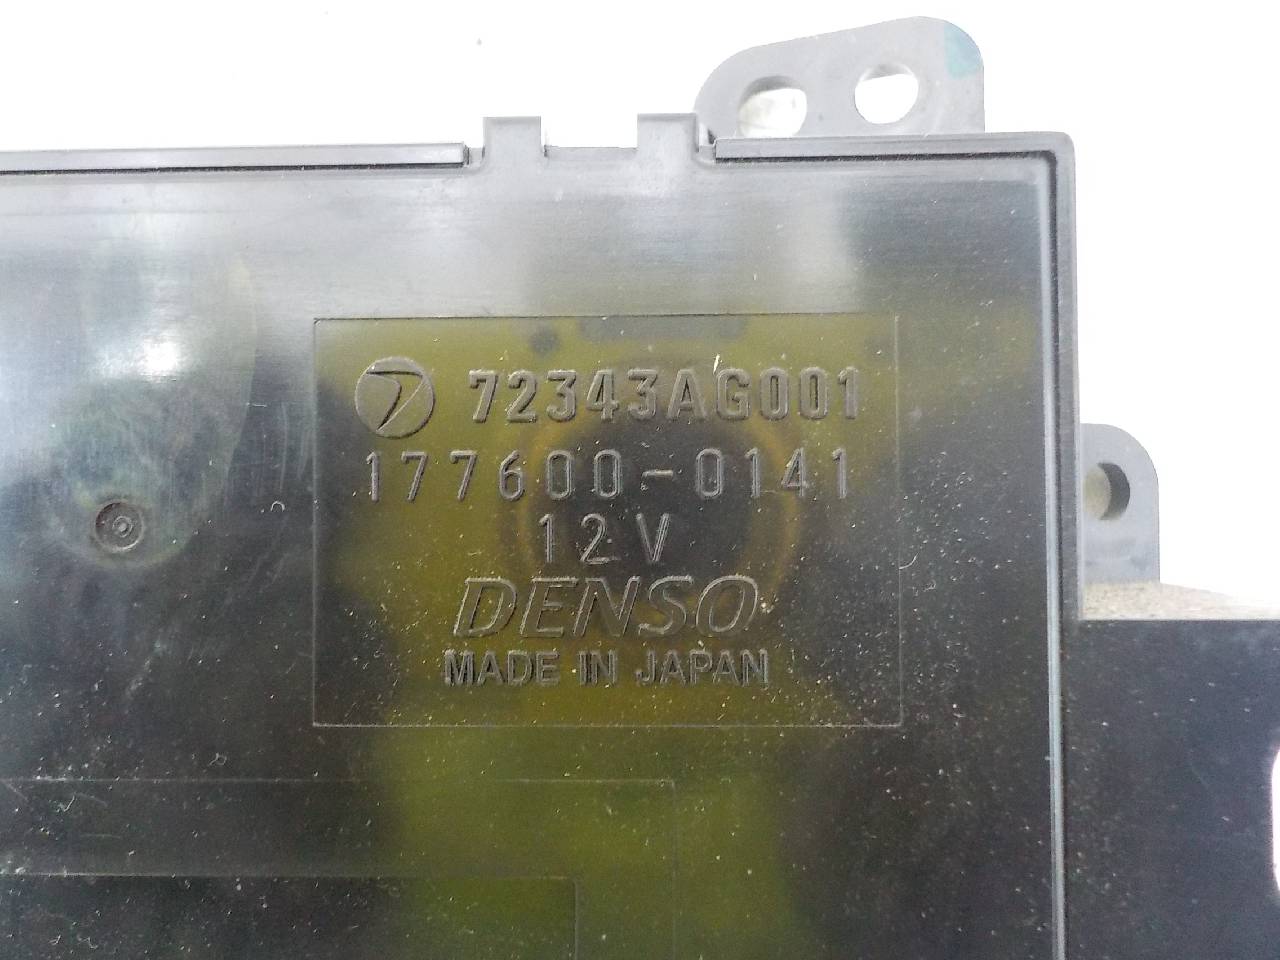 72343AG001
177600-0141
12V
DENSO
MADE IN JAPAN